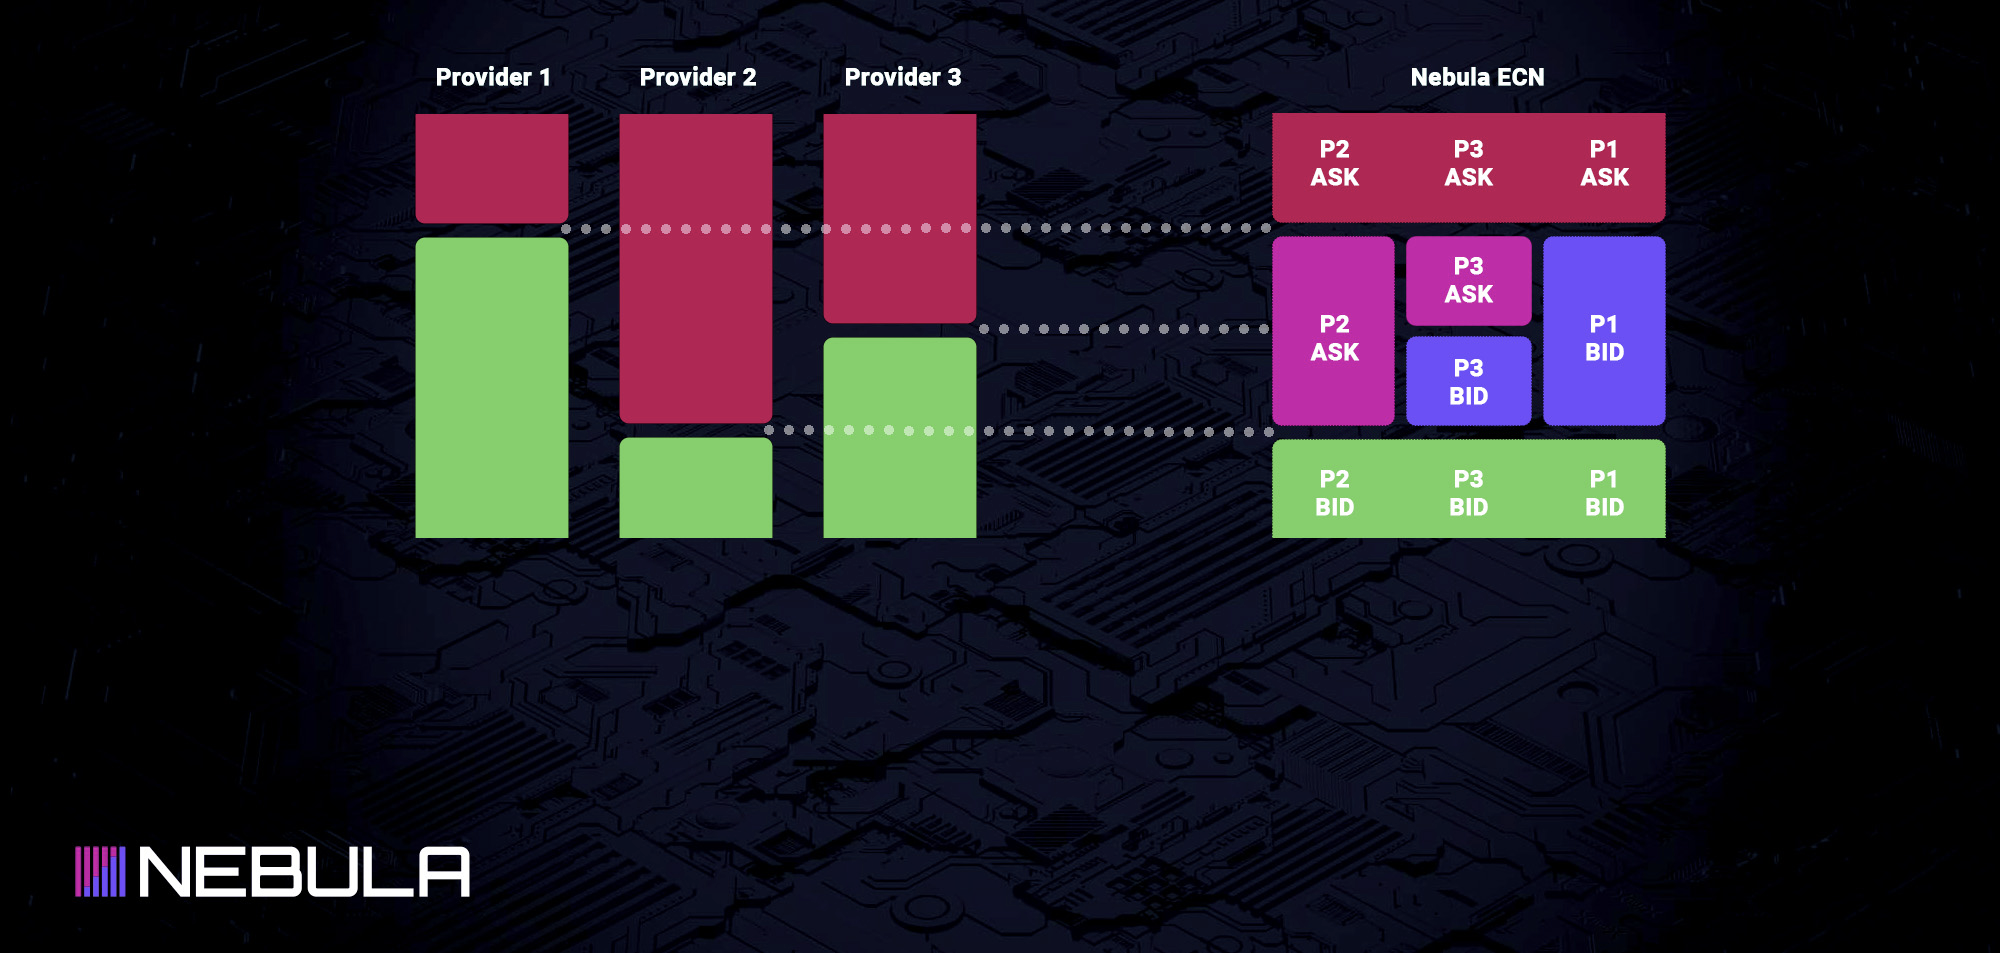 Provider 1
Provider 2
Provider 3
Nebula ECN
P2
ASK
P3
ASK
P1
ASK
P2
ASK
P3
ASK
P3
BID
P1
BID
P2
BID
P3
BID
P1
BID
NEBULA